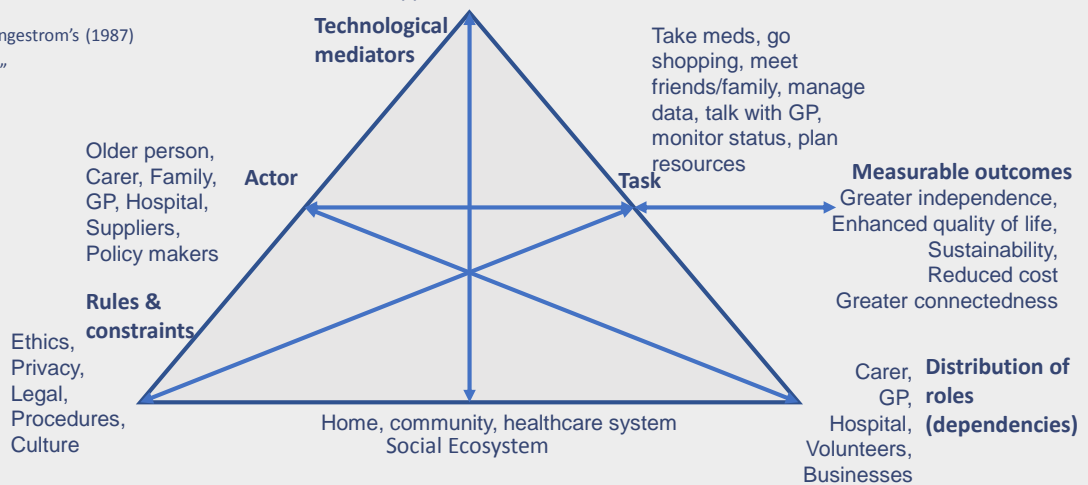 Technological
mediators
ngestrom's (1987)
”
Take meds, go
shopping, meet
friends/family, manage
data, talk with GP,
monitor status, plan
resources
Older person,
Carer, Family,
GP, Hospital,
Suppliers,
Policy makers
Actor
Task
Measurable outcomes
Greater independence,
Enhanced quality of life,
Sustainability,
Reduced cost
Greater connectedness
Rules &
constraints
Ethics,
Privacy,
Legal,
Procedures,
Culture
Home, community, healthcare system
Social Ecosystem
Carer,
GP,
Hospital,
Volunteers,
Businesses
Distribution of
roles
(dependencies)